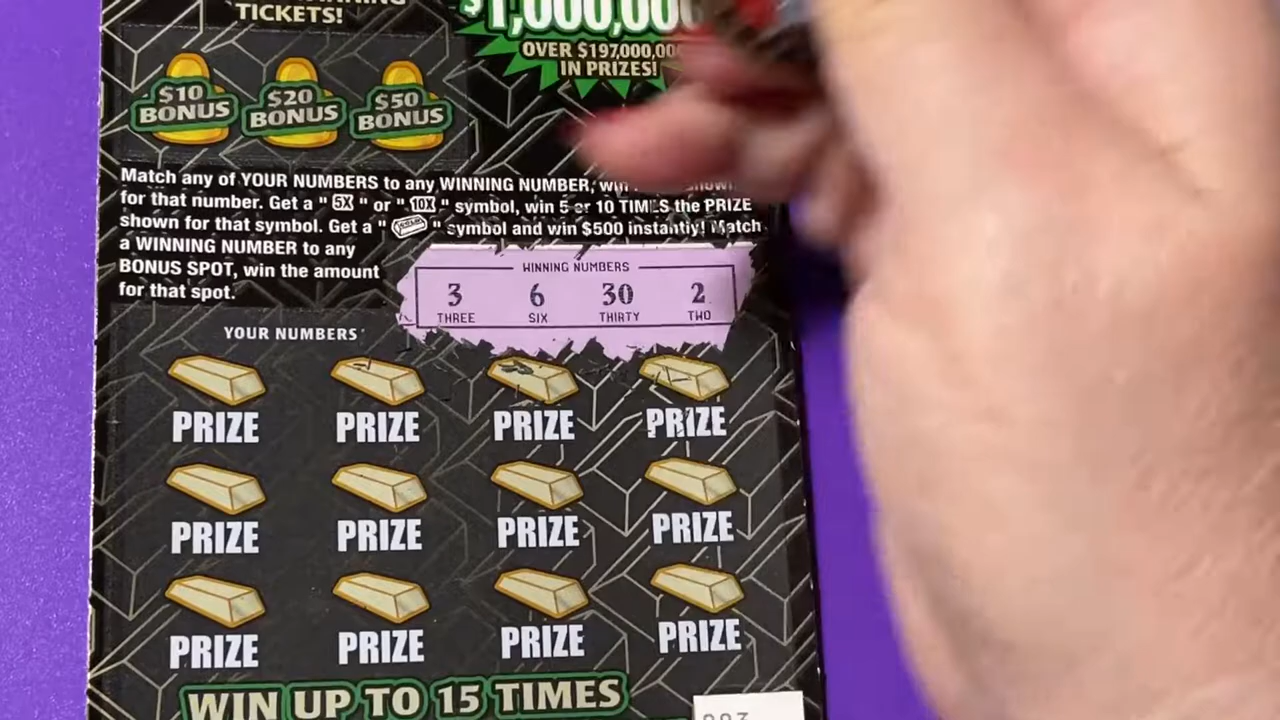 TICKETS!
OVER $197,000,00
IN PRIZES!
$10 BONUS
$20 BONUS
$50 BONUS
Match any of YOUR NUMBERS to any WINNING NUMBER,
for that number. Get a " 5X " or " 10X " symbol, win 5 or 10 TIMES the PRIZE
shown for that symbol. Get a " " symbol and win $500 instantly! Match
a WINNING NUMBER to any
BONUS SPOT, win the amount
for that spot.
WINNING NUMBERS
3 6 30 2
THREE SIX THIRTY TWO
YOUR NUMBERS
PRIZE PRIZE PRIZE PRIZE
PRIZE PRIZE PRIZE PRIZE
PRIZE PRIZE PRIZE PRIZE
WIN UP TO 15 TIMES